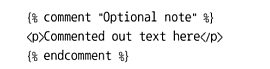 {% comment "Optional note" %}
<p>Commented out text here</p>
{% endcomment %}